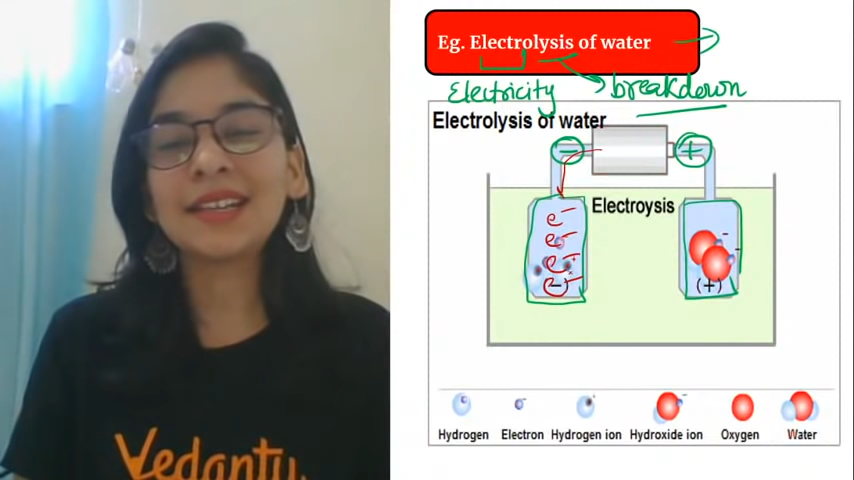 Eg. Electrolysis of water
Electricity
breakdown
Electrolysis of water
−
+
Electroysis
e−
e−
e−
e−
(−)
(+)
Hydrogen
Electron
Hydrogen ion
Hydroxide ion
Oxygen
Water
Vedantu